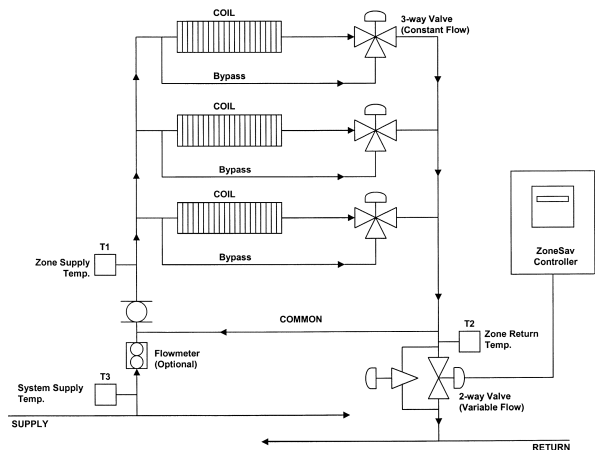 COIL
3-way Valve
(Constant Flow)
Bypass
COIL
Bypass
COIL
Bypass
T1
Zone Supply
Temp.
ZoneSav
Controller
COMMON
T2
Zone Return
Temp.
Flowmeter
(Optional)
T3
System Supply
Temp.
2-way Valve
(Variable Flow)
SUPPLY
RETURN